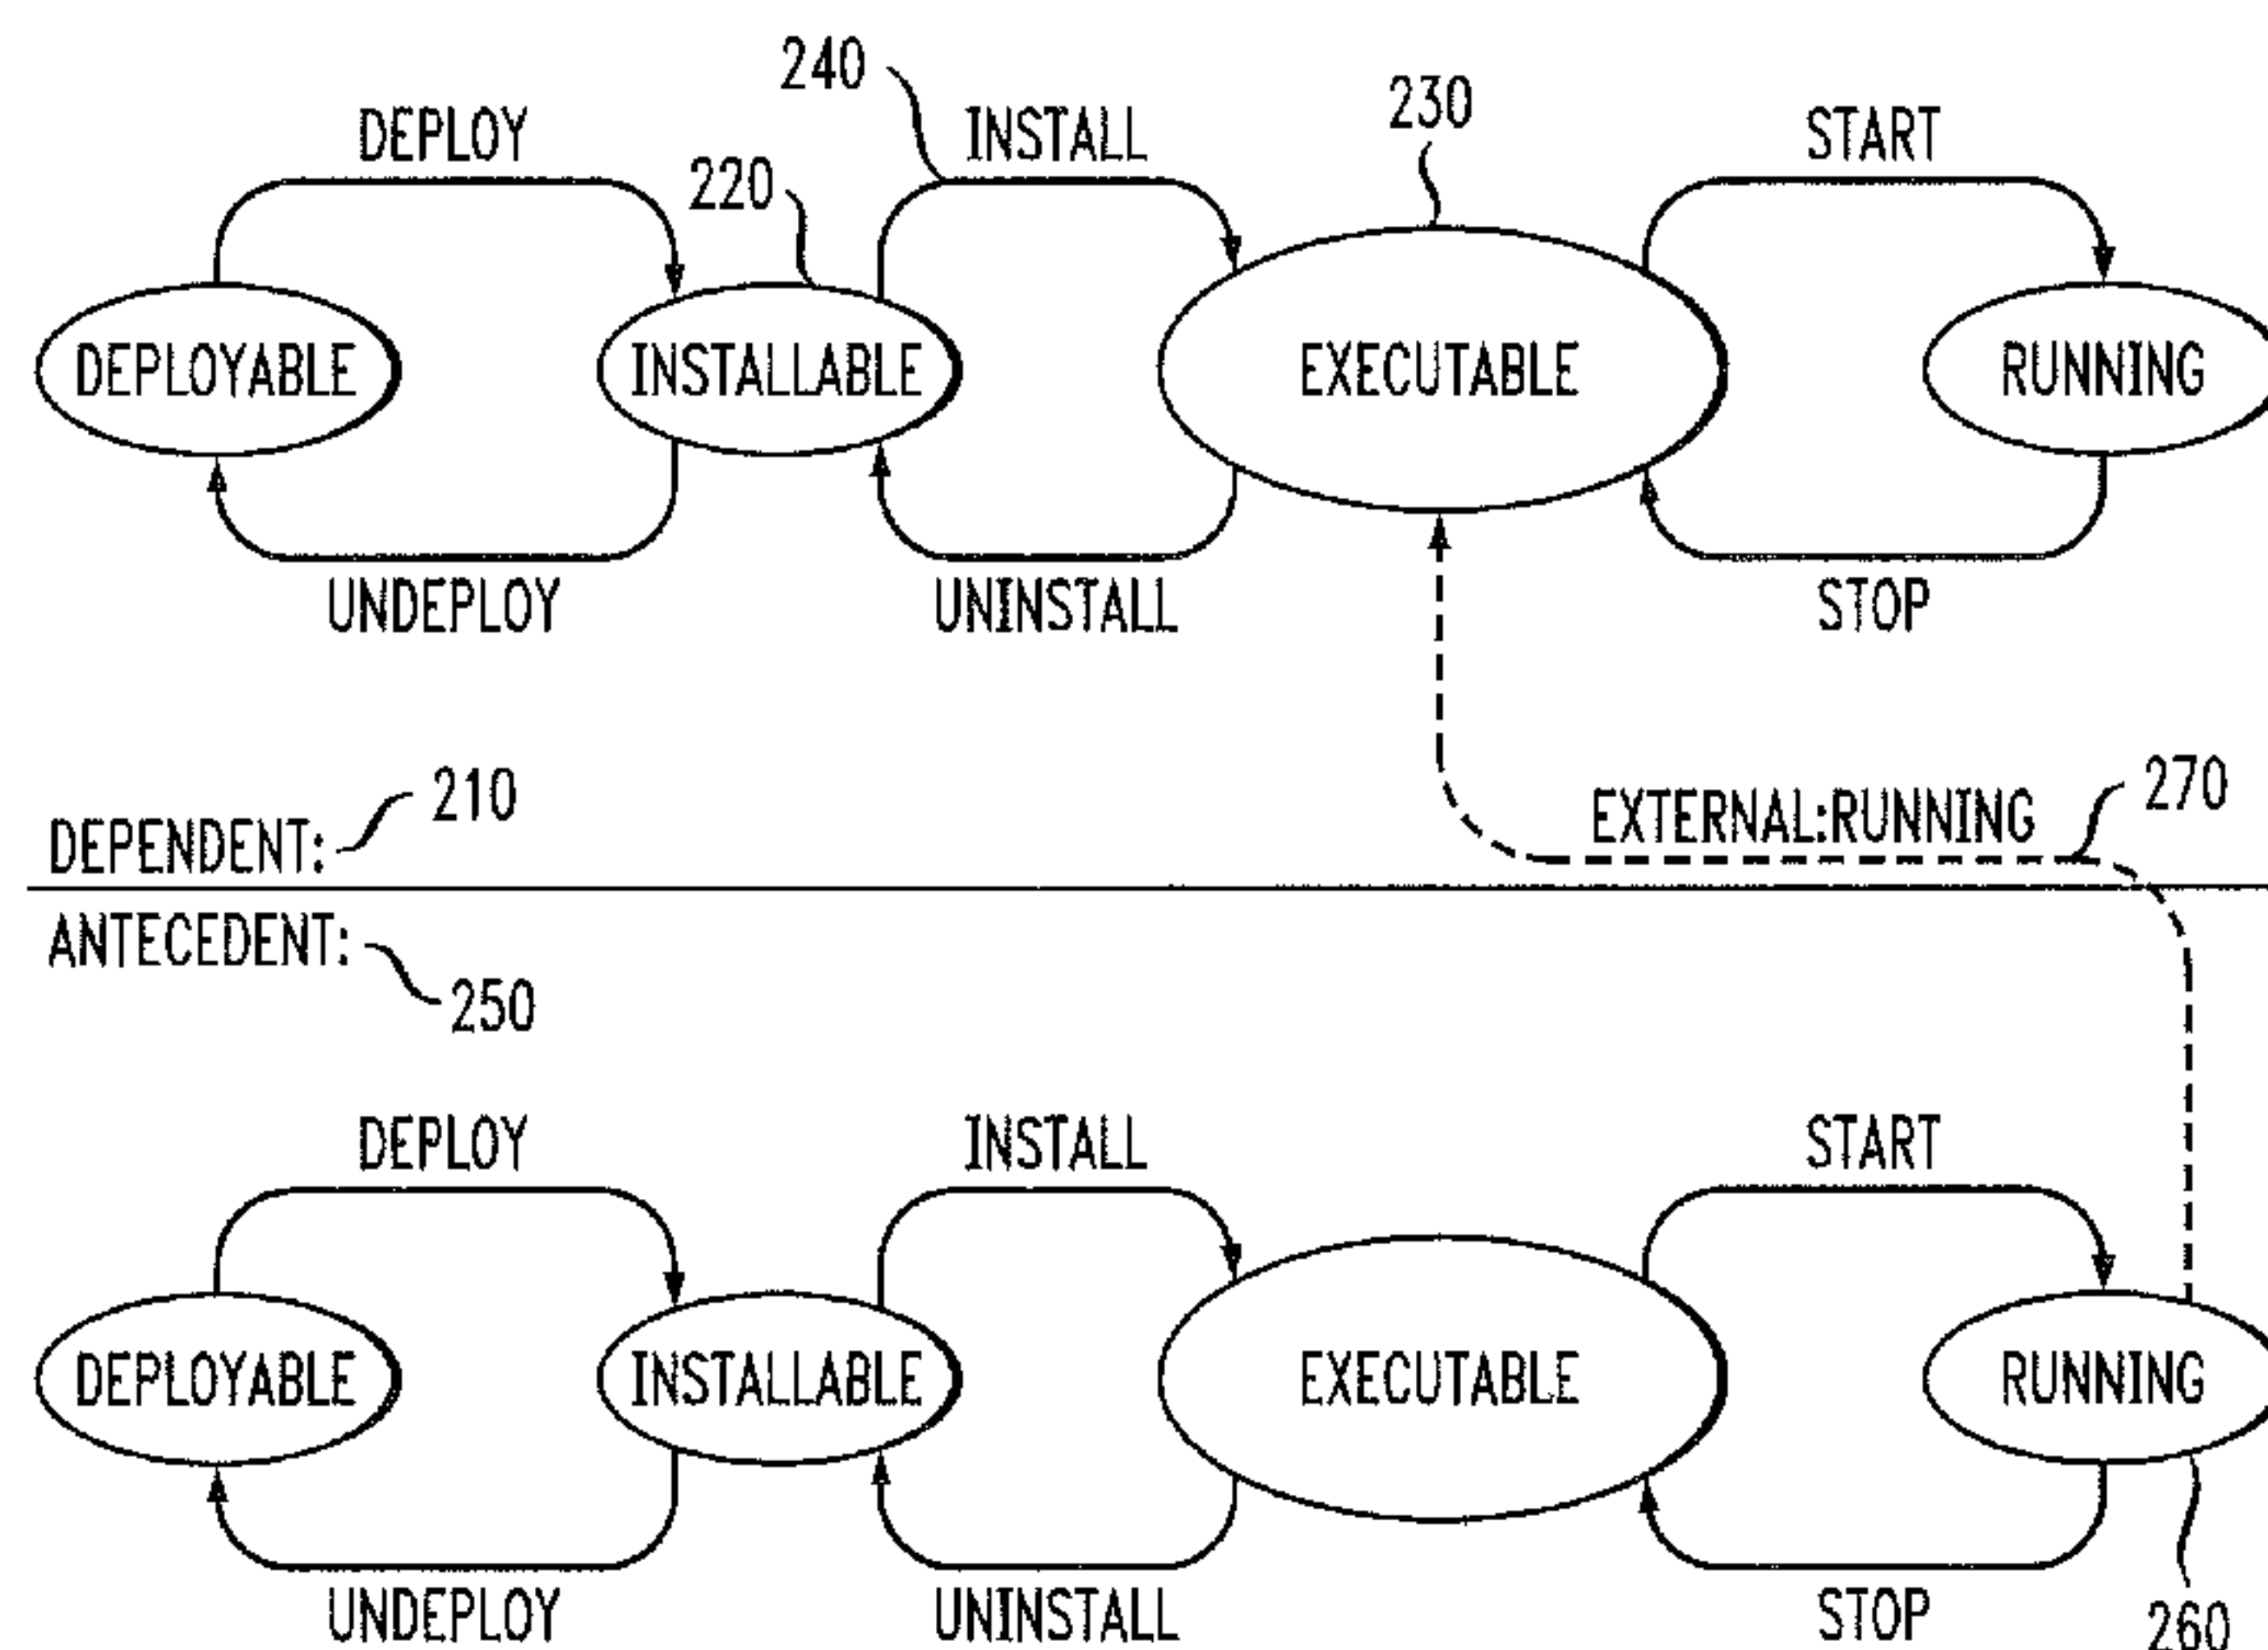 240
230
DEPLOY
INSTALL
START
220
DEPLOYABLE
INSTALLABLE
EXECUTABLE
RUNNING
UNDEPLOY
UNINSTALL
STOP
210
270
EXTERNAL:RUNNING
DEPENDENT:
ANTECEDENT:
250
DEPLOY
INSTALL
START
DEPLOYABLE
INSTALLABLE
EXECUTABLE
RUNNING
UNDEPLOY
UNINSTALL
STOP
260